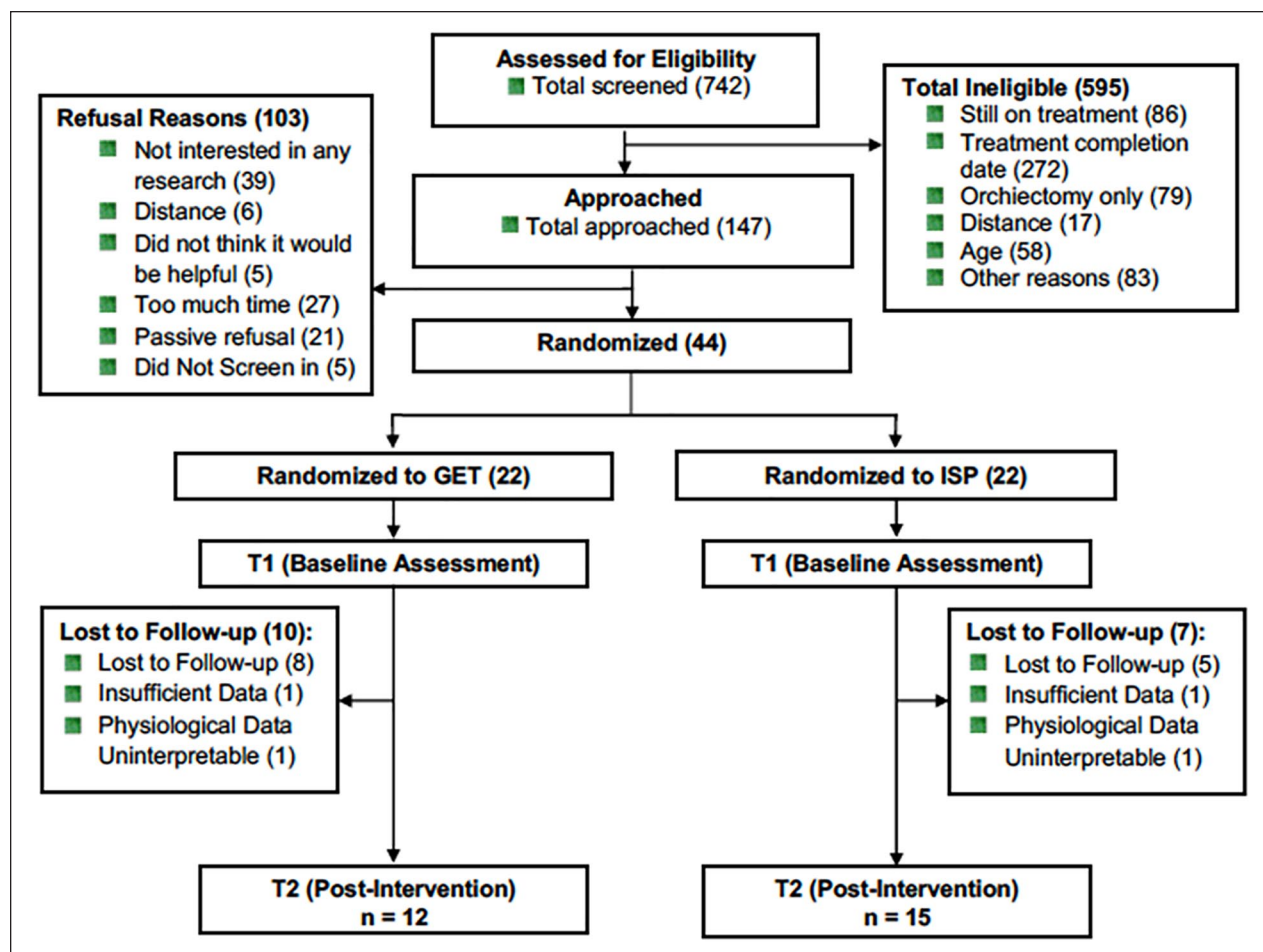 Assessed for Eligibility
Total screened (742)
Total Ineligible (595)
Still on treatment (86)
Treatment completion
date (272)
Orchiectomy only (79)
Distance (17)
Age (58)
Other reasons (83)
Refusal Reasons (103)
Not interested in any
research (39)
Distance (6)
Did not think it would
be helpful (5)
Too much time (27)
Passive refusal (21)
Did Not Screen in (5)
Approached
Total approached (147)
Randomized (44)
Randomized to GET (22)
Randomized to ISP (22)
T1 (Baseline Assessment)
T1 (Baseline Assessment)
Lost to Follow-up (10):
Lost to Follow-up (8)
Insufficient Data (1)
Physiological Data
Uninterpretable (1)
Lost to Follow-up (7):
Lost to Follow-up (5)
Insufficient Data (1)
Physiological Data
Uninterpretable (1)
T2 (Post-Intervention)
n = 12
T2 (Post-Intervention)
n = 15